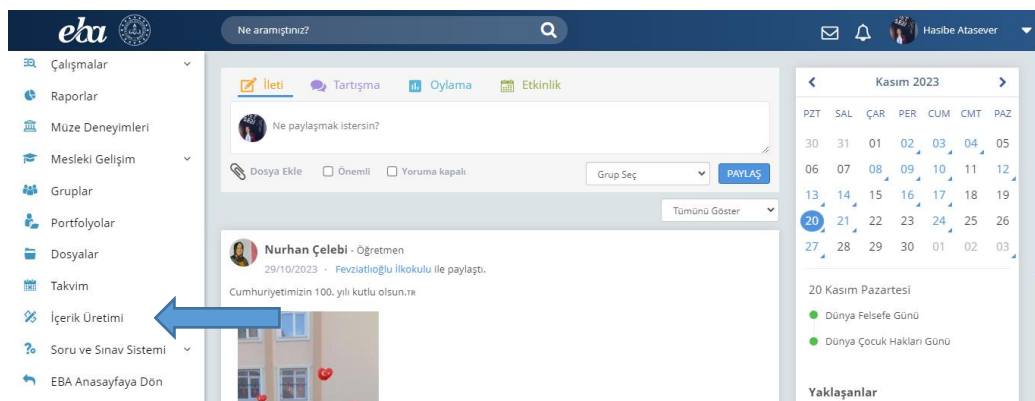 eba
Ne aramıştınız?
Hasibe Atasever
Çalışmalar
Raporlar
Müze Deneyimleri
Mesleki Gelişim
Gruplar
Portfolyolar
Dosyalar
Takvim
İçerik Üretimi
Soru ve Sınav Sistemi
EBA Anasayfaya Dön
İleti Tartışma Oylama Etkinlik
Ne paylaşmak istersin?
Dosya Ekle Önemli Yoruma kapalı
Grup Seç PAYLAŞ
Tümünü Göster
Nurhan Çelebi - Öğretmen
29/10/2023 - Fevziatlıoğlu İlkokulu ile paylaştı.
Cumhuriyetimizin 100. yılı kutlu olsun.TR
Kasım 2023
PZT SAL ÇAR PER CUM CMT PAZ
30 31 01 02 03 04 05
06 07 08 09 10 11 12
13 14 15 16 17 18 19
20 21 22 23 24 25 26
27 28 29 30 01 02 03
20 Kasım Pazartesi
Dünya Felsefe Günü
Dünya Çocuk Hakları Günü
Yaklaşanlar